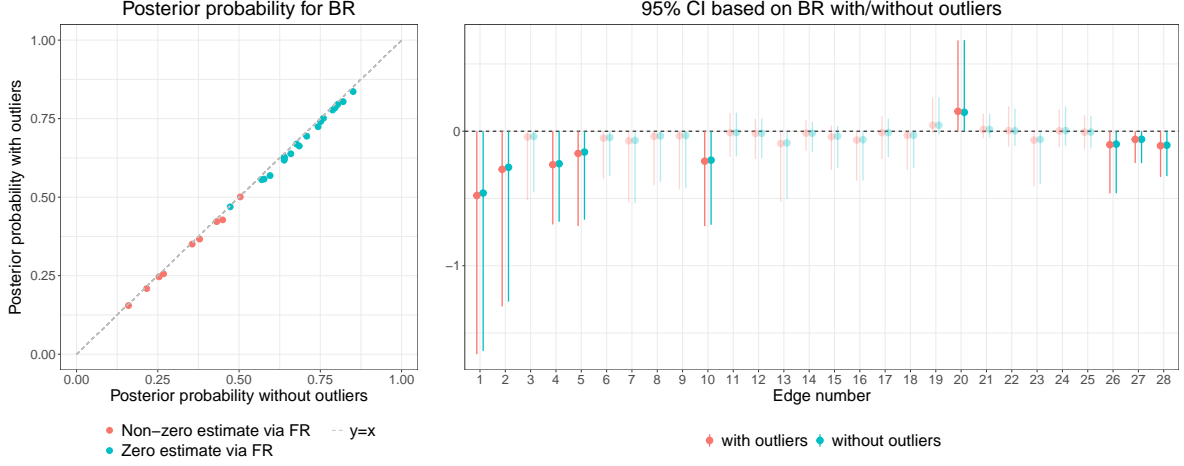 Posterior probability for BR
Posterior probability with outliers
1.00
0.75
0.50
0.25
0.00
0.00 0.25 0.50 0.75 1.00
Posterior probability without outliers
Non−zero estimate via FR
Zero estimate via FR
y=x
95% CI based on BR with/without outliers
0
−1
1 2 3 4 5 6 7 8 9 10 11 12 13 14 15 16 17 18 19 20 21 22 23 24 25 26 27 28
Edge number
with outliers without outliers